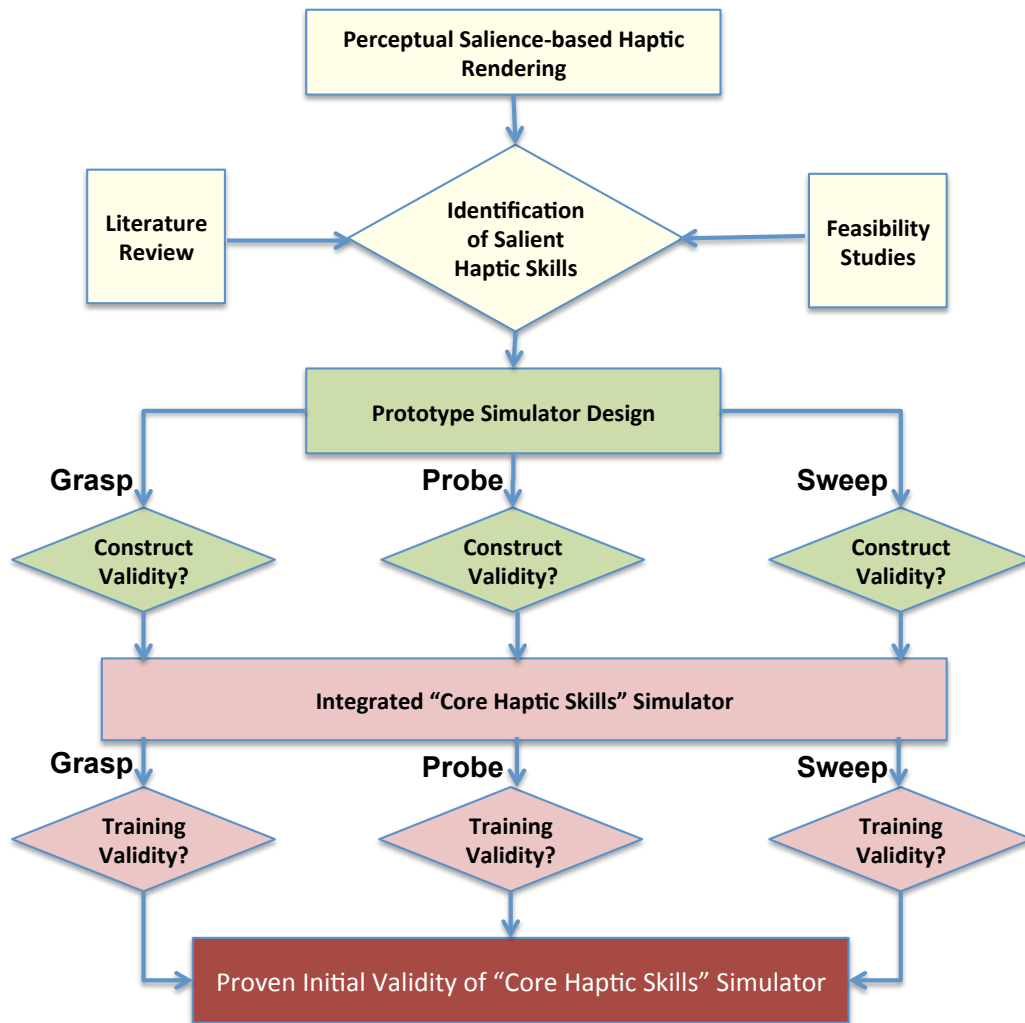 Perceptual Salience-based Haptic
Rendering
Literature
Review
Identification
of Salient
Haptic Skills
Feasibility
Studies
Prototype Simulator Design
Grasp
Probe
Sweep
Construct
Validity?
Construct
Validity?
Construct
Validity?
Integrated “Core Haptic Skills” Simulator
Grasp
Probe
Sweep
Training
Validity?
Training
Validity?
Training
Validity?
Proven Initial Validity of “Core Haptic Skills” Simulator